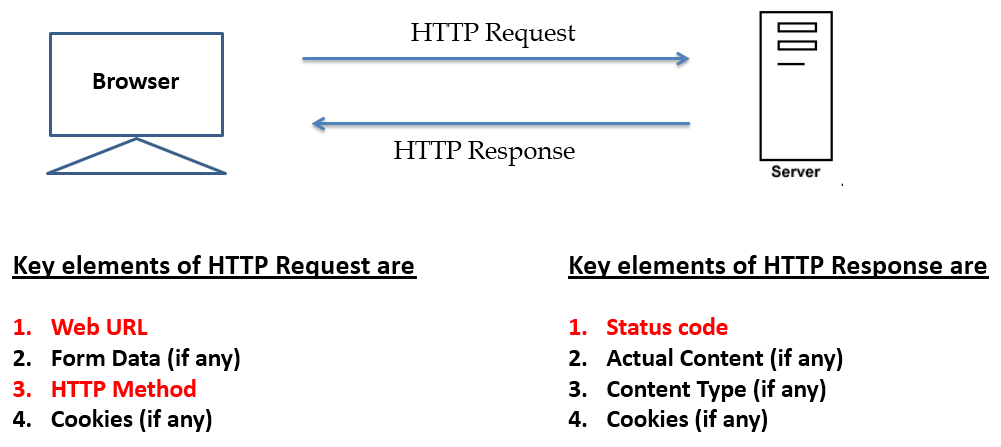 HTTP Request
Browser
HTTP Response
Server
Key elements of HTTP Request are
1. Web URL
2. Form Data (if any)
3. HTTP Method
4. Cookies (if any)
Key elements of HTTP Response are
1. Status code
2. Actual Content (if any)
3. Content Type (if any)
4. Cookies (if any)